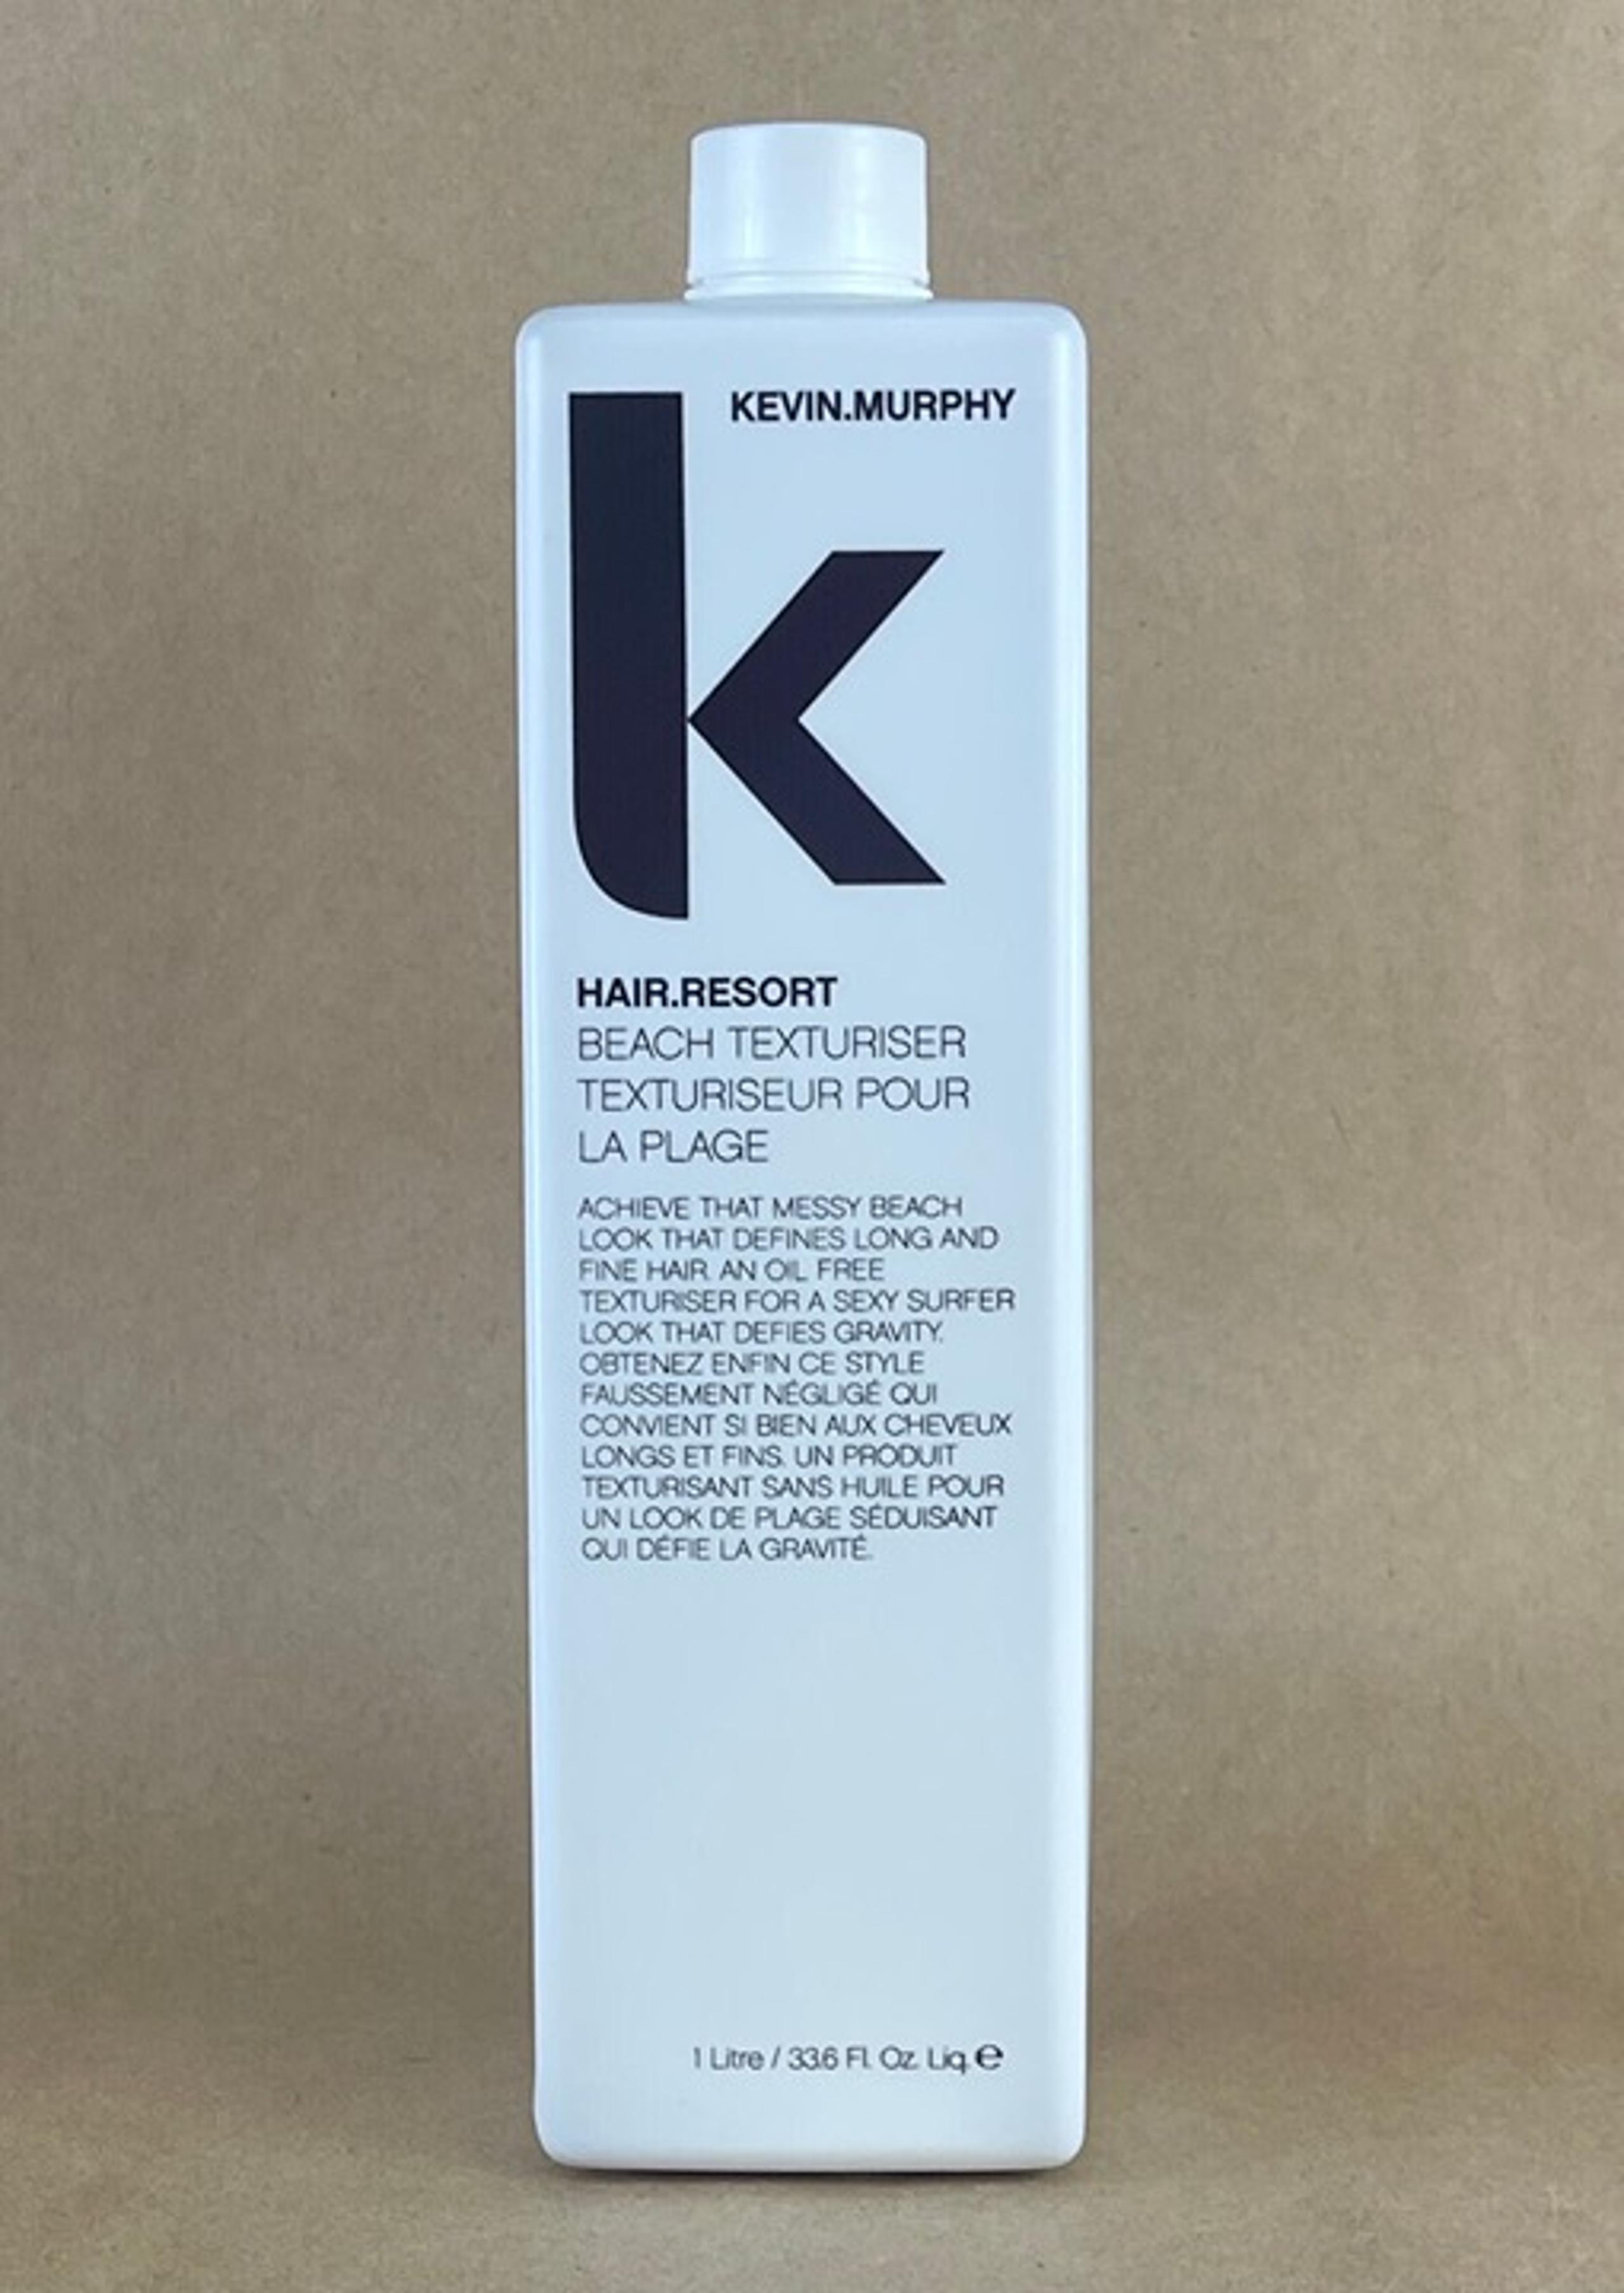 KEVIN.MURPHY
k
HAIR.RESORT
BEACH TEXTURISER
TEXTURISEUR POUR
LA PLAGE
ACHIEVE THAT MESSY BEACH
LOOK THAT DEFINES LONG AND
FINE HAIR. AN OIL FREE
TEXTURISER FOR A SEXY SURFER
LOOK THAT DEFIES GRAVITY.
OBTENEZ ENFIN CE STYLE
FAUSSEMENT NÉGLIGÉ QUI
CONVIENT SI BIEN AUX CHEVEUX
LONGS ET FINS. UN PRODUIT
TEXTURISANT SANS HUILE POUR
UN LOOK DE PLAGE SÉDUISANT
QUI DÉFIE LA GRAVITÉ.
1 Litre / 33.6 Fl. Oz. Liq. ℮